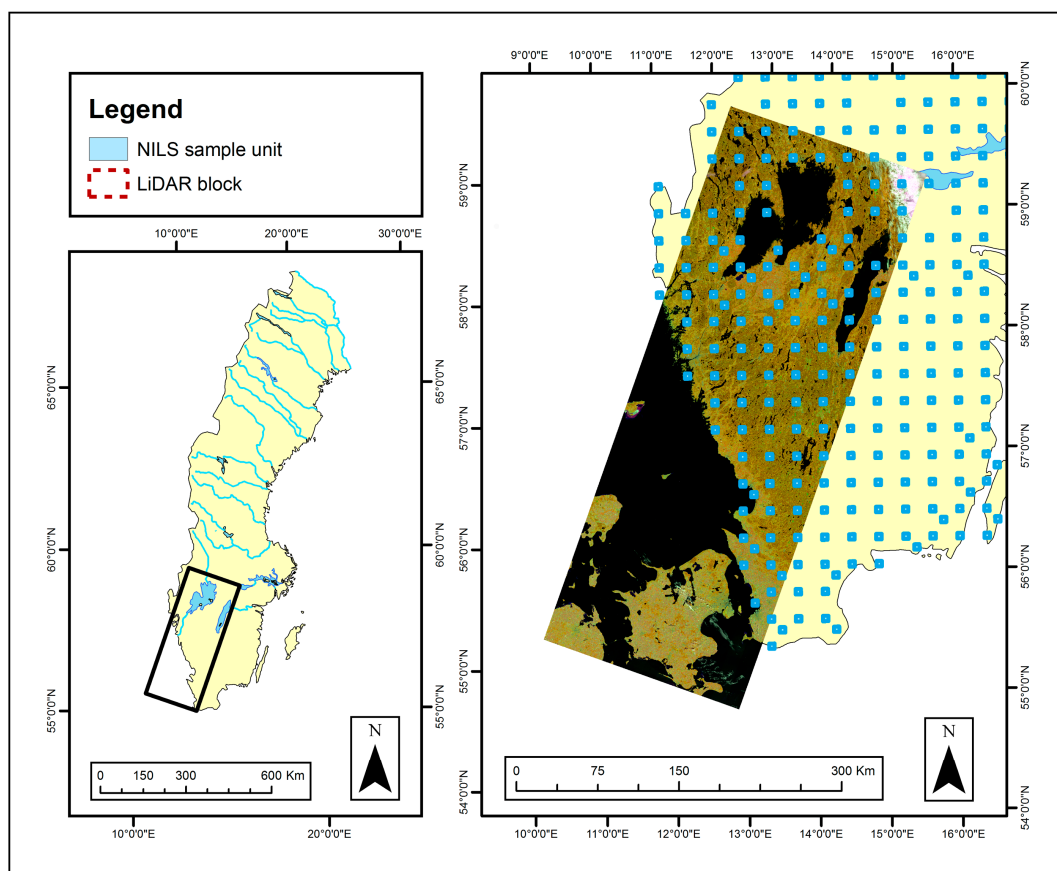 Legend
NILS sample unit
LiDAR block
10°0'0"E 20°0'0"E 30°0'0"E
65°0'0"N 65°0'0"N
60°0'0"N 60°0'0"N
55°0'0"N 55°0'0"N
N
0 150 300 600 Km
10°0'0"E 20°0'0"E
9°0'0"E 10°0'0"E 11°0'0"E 12°0'0"E 13°0'0"E 14°0'0"E 15°0'0"E 16°0'0"E
60°0'0"N
59°0'0"N 59°0'0"N
58°0'0"N 58°0'0"N
57°0'0"N 57°0'0"N
56°0'0"N 56°0'0"N
55°0'0"N 55°0'0"N
54°0'0"N 54°0'0"N
N
0 75 150 300 Km
10°0'0"E 11°0'0"E 12°0'0"E 13°0'0"E 14°0'0"E 15°0'0"E 16°0'0"E